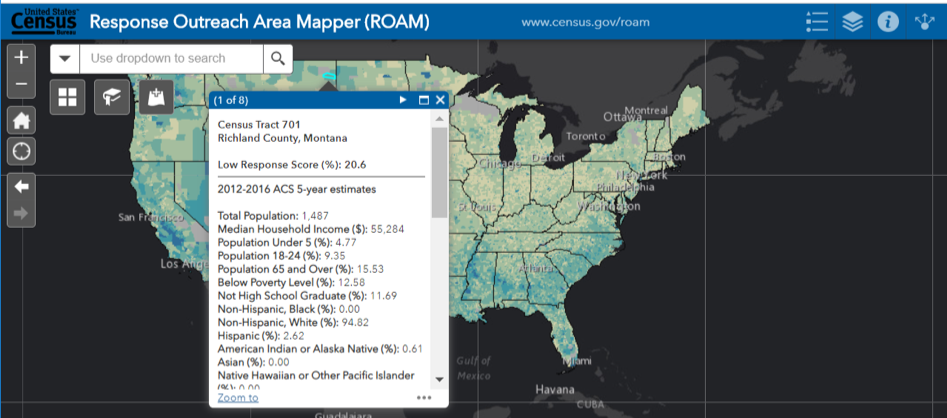 United States™
Census
Bureau
Response Outreach Area Mapper (ROAM)
www.census.gov/roam
+
Use dropdown to search
−
(1 of 8)
Census Tract 701
Richland County, Montana
Low Response Score (%): 20.6
2012-2016 ACS 5-year estimates
Total Population: 1,487
Median Household Income ($): 55,284
Population Under 5 (%): 4.77
Population 18-24 (%): 9.35
Population 65 and Over (%): 15.53
Below Poverty Level (%): 12.58
Not High School Graduate (%): 11.69
Non-Hispanic, Black (%): 0.00
Non-Hispanic, White (%): 94.82
Hispanic (%): 2.62
American Indian or Alaska Native (%): 0.61
Asian (%): 0.00
Native Hawaiian or Other Pacific Islander
(%): 0.00
Zoom to
Montreal
Ottawa
Toronto
Chicago
Detroit
Boston
New York
Philadelphia
St. Louis
Washington
San Francisco
Los Ange
Atlanta
Gulf of
Mexico
Miami
Havana
CUBA
Guadalajara